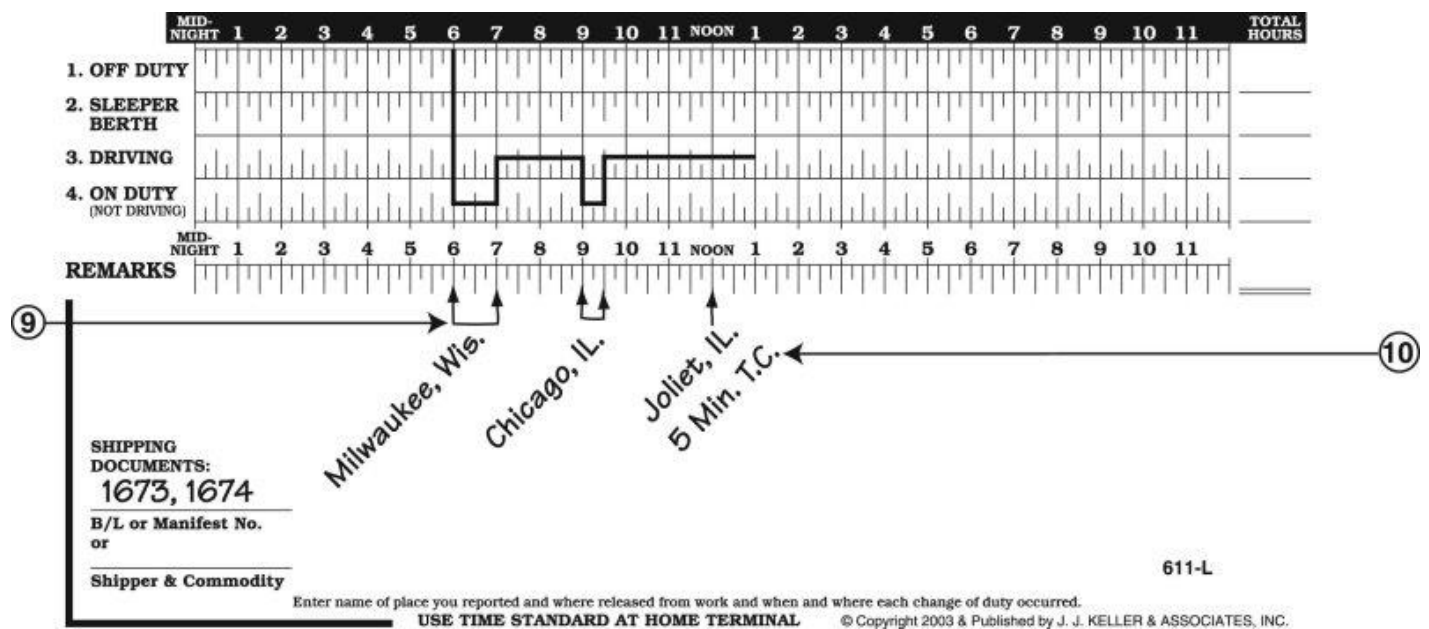 MID-
NIGHT 1 2 3 4 5 6 7 8 9 10 11 NOON 1 2 3 4 5 6 7 8 9 10 11 TOTAL
HOURS
1. OFF DUTY
2. SLEEPER
BERTH
3. DRIVING
4. ON DUTY
(NOT DRIVING)
MID-
NIGHT 1 2 3 4 5 6 7 8 9 10 11 NOON 1 2 3 4 5 6 7 8 9 10 11
REMARKS
9
10
Milwaukee, Wis.
Chicago, IL.
Joliet, IL.
5 Min. T.C.
SHIPPING
DOCUMENTS:
1673, 1674
B/L or Manifest No.
or
Shipper & Commodity
611-L
Enter name of place you reported and where released from work and when and where each change of duty occurred.
USE TIME STANDARD AT HOME TERMINAL © Copyright 2003 & Published by J. J. KELLER & ASSOCIATES, INC.